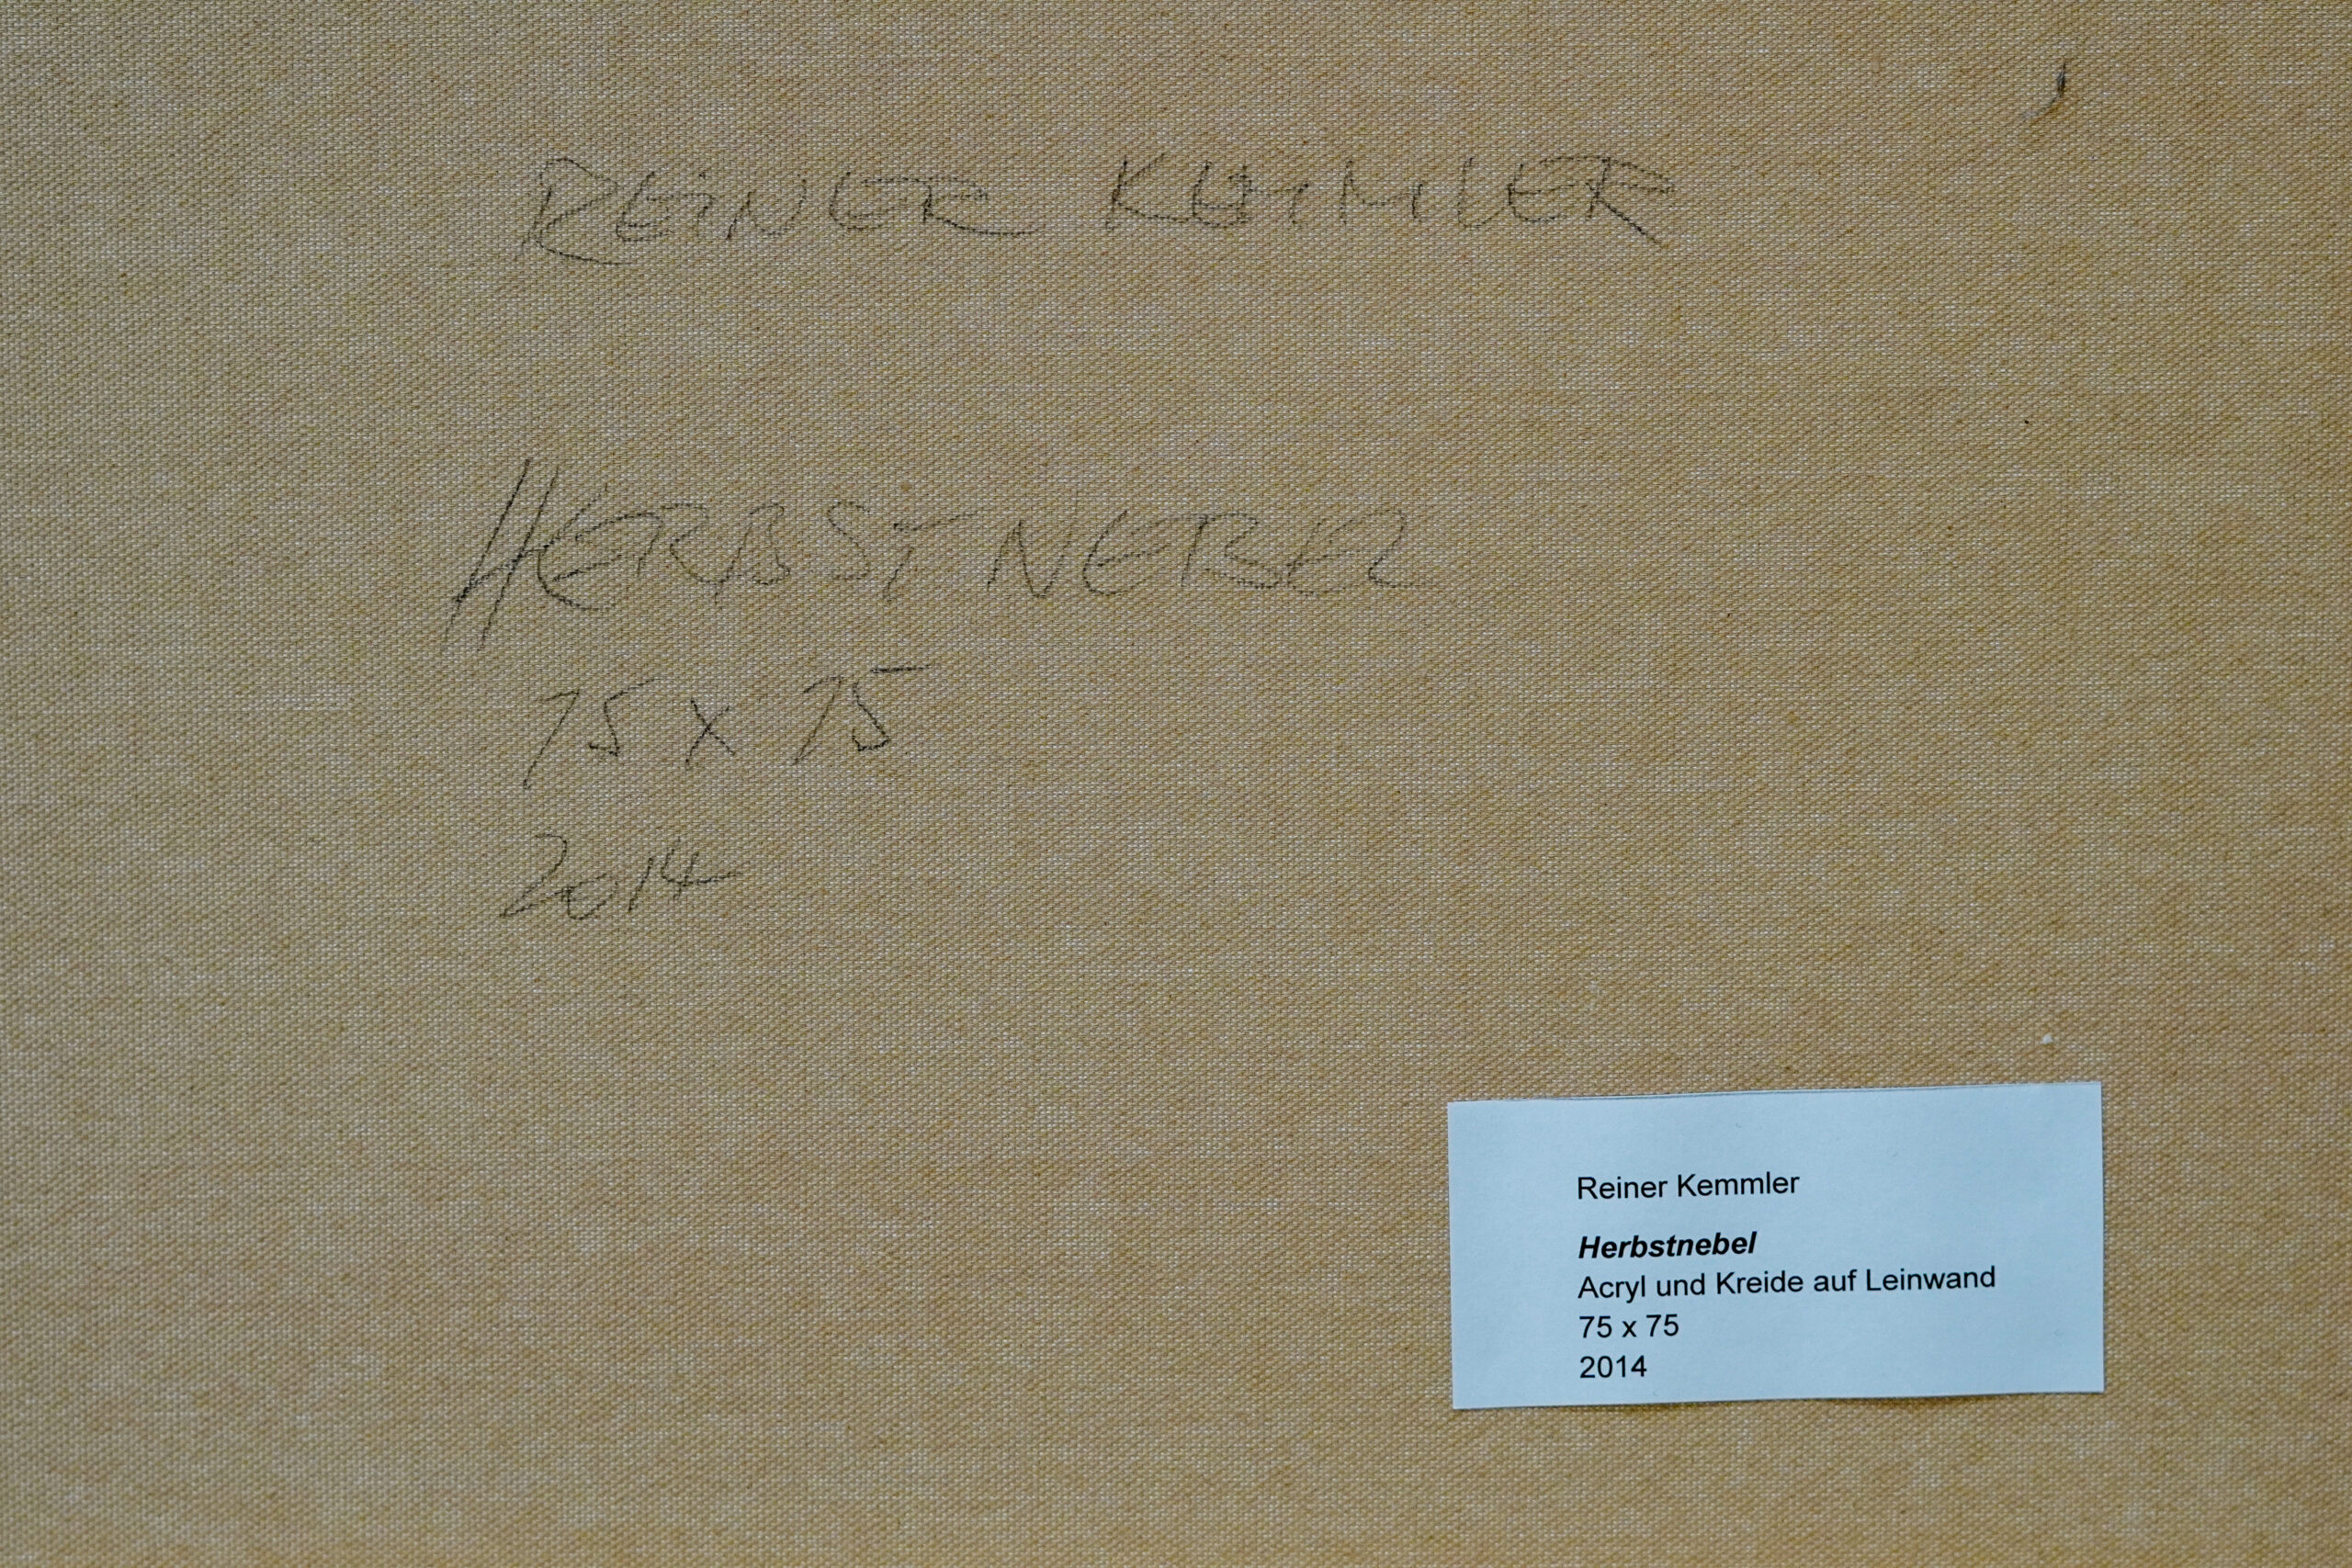 REINER KEMMLER
HERBSTNEBEL
75 x 75
2014
Reiner Kemmler
Herbstnebel
Acryl und Kreide auf Leinwand
75 x 75
2014